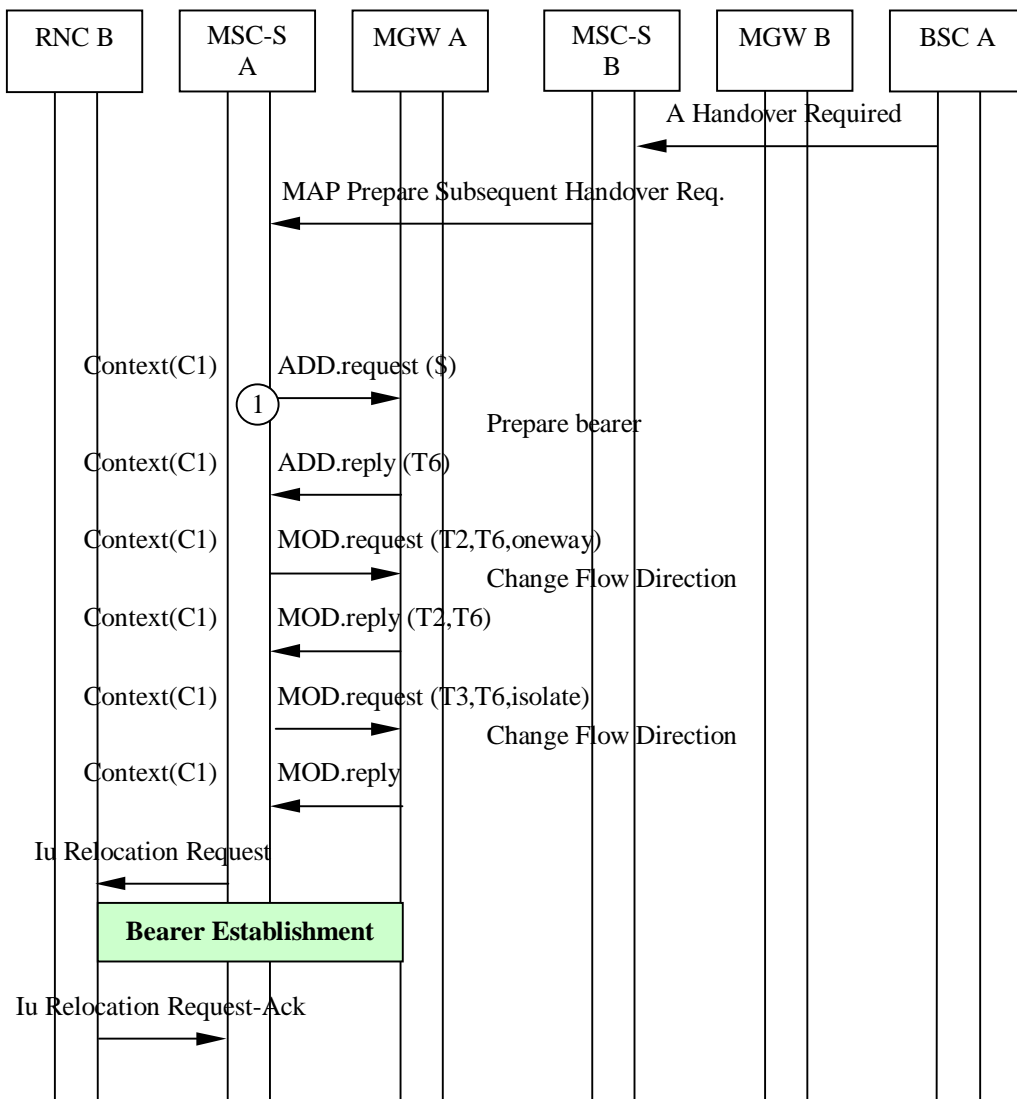 RNC B
MSC-S
A
MGW A
MSC-S
B
MGW B
BSC A
A Handover Required
MAP Prepare Subsequent Handover Req.
Context(C1) ADD.request ($)
1
Prepare bearer
Context(C1) ADD.reply (T6)
Context(C1) MOD.request (T2,T6,oneway)
Change Flow Direction
Context(C1) MOD.reply (T2,T6)
Context(C1) MOD.request (T3,T6,isolate)
Change Flow Direction
Context(C1) MOD.reply
Iu Relocation Request
Bearer Establishment
Iu Relocation Request-Ack